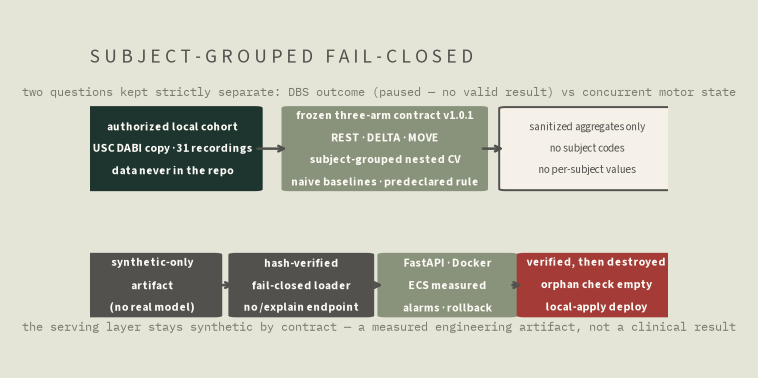 SUBJECT-GROUPED FAIL-CLOSED
two questions kept strictly separate: DBS outcome (paused — no valid result) vs concurrent motor state
authorized local cohort
USC DABI copy · 31 recordings
data never in the repo
frozen three-arm contract v1.0.1
REST · DELTA · MOVE
subject-grouped nested CV
naive baselines · predeclared rule
sanitized aggregates only
no subject codes
no per-subject values
synthetic-only
artifact
(no real model)
hash-verified
fail-closed loader
no /explain endpoint
FastAPI · Docker
ECS measured
alarms · rollback
verified, then destroyed
orphan check empty
local-apply deploy
the serving layer stays synthetic by contract — a measured engineering artifact, not a clinical result